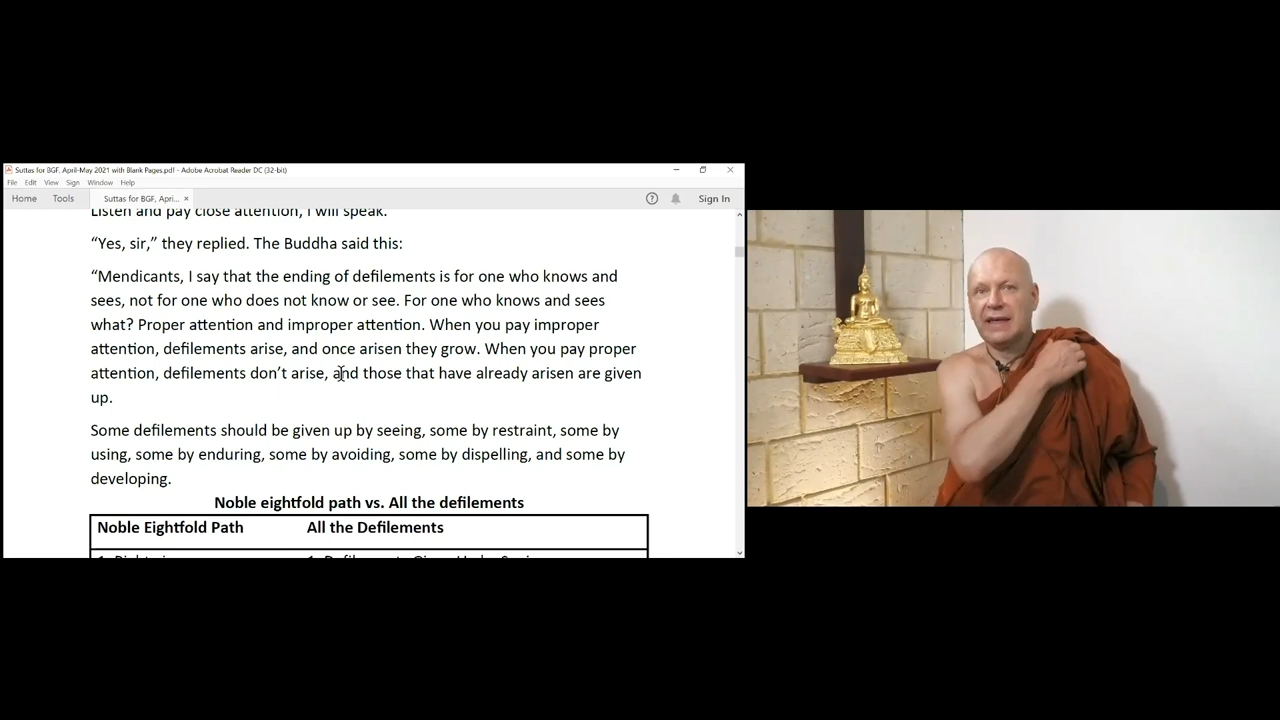 Suttas for BGF, April-May 2021 with Blank Pages.pdf - Adobe Acrobat Reader DC (32-bit)
File Edit View Sign Window Help
Home Tools Suttas for BGF, Apri... × ? Sign In
Listen and pay close attention, I will speak.
“Yes, sir,” they replied. The Buddha said this:
“Mendicants, I say that the ending of defilements is for one who knows and
sees, not for one who does not know or see. For one who knows and sees
what? Proper attention and improper attention. When you pay improper
attention, defilements arise, and once arisen they grow. When you pay proper
attention, defilements don’t arise, and those that have already arisen are given
up.
Some defilements should be given up by seeing, some by restraint, some by
using, some by enduring, some by avoiding, some by dispelling, and some by
developing.
Noble eightfold path vs. All the defilements
Noble Eightfold Path All the Defilements